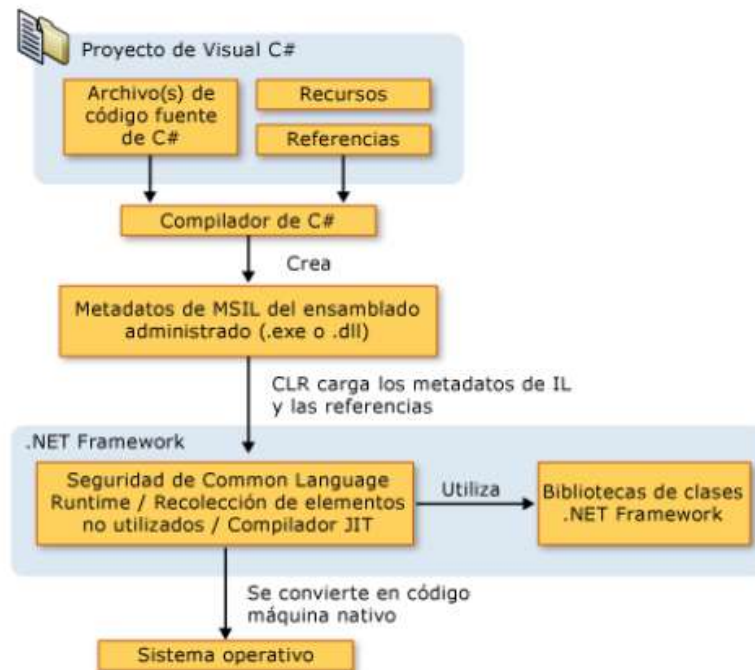 Proyecto de Visual C#
Archivo(s) de
código fuente
de C#
Recursos
Referencias
Compilador de C#
Crea
Metadatos de MSIL del ensamblado
administrado (.exe o .dll)
CLR carga los metadatos de IL
y las referencias
.NET Framework
Seguridad de Common Language
Runtime / Recolección de elementos
no utilizados / Compilador JIT
Utiliza
Bibliotecas de clases
.NET Framework
Se convierte en código
máquina nativo
Sistema operativo